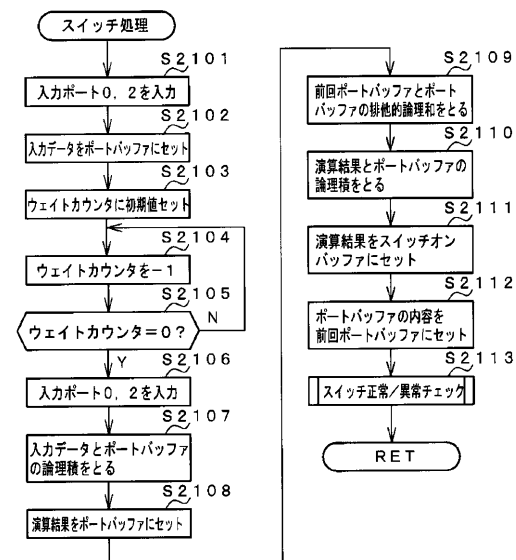 スイッチ処理
S2101
入力ポート0,2を入力
S2102
入力データをポートバッファにセット
S2103
ウェイトカウンタに初期値セット
S2104
ウェイトカウンタを−1
S2105
ウェイトカウンタ=0?
N
Y
S2106
入力ポート0,2を入力
S2107
入力データとポートバッファ
の論理積をとる
S2108
演算結果をポートバッファにセット
S2109
前回ポートバッファとポート
バッファの排他的論理和をとる
S2110
演算結果とポートバッファの
論理積をとる
S2111
演算結果をスイッチオン
バッファにセット
S2112
ポートバッファの内容を
前回ポートバッファにセット
S2113
スイッチ正常/異常チェック
RET